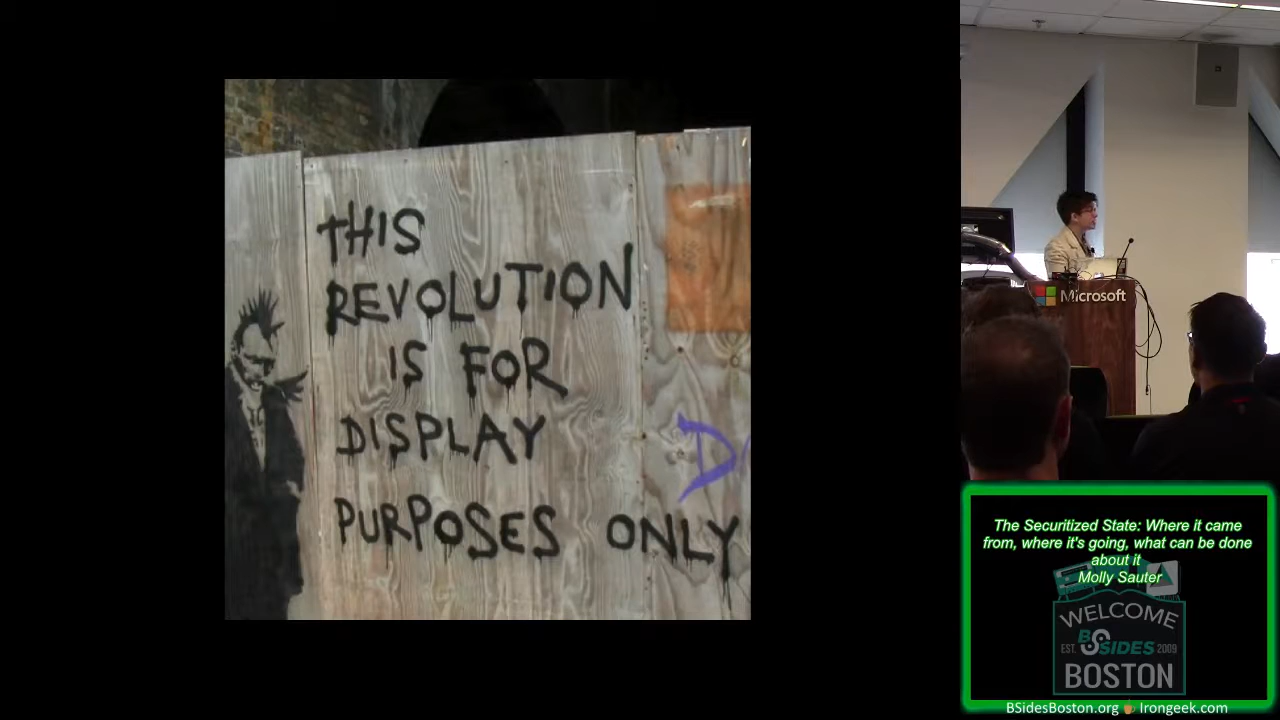 THIS
REVOLUTION
IS FOR
DISPLAY
PURPOSES ONLY
D
Microsoft
The Securitized State: Where it came
from, where it's going, what can be done
about it
Molly Sauter
WELCOME
EST. BSIDES 2009
BOSTON
BSidesBoston.org Irongeek.com